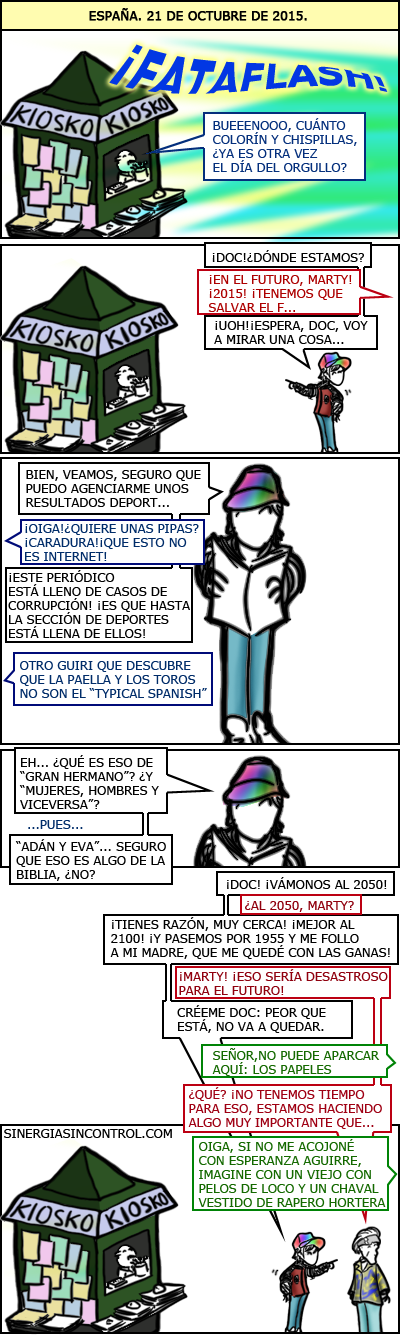 ESPAÑA. 21 DE OCTUBRE DE 2015.
¡FATAFLASH!
KIOSKO KIOSKO
BUEEENOOO, CUÁNTO
COLORÍN Y CHISPILLAS,
¿YA ES OTRA VEZ
EL DÍA DEL ORGULLO?
¡DOC!¿DÓNDE ESTAMOS?
¡EN EL FUTURO, MARTY!
¡2015! ¡TENEMOS QUE
SALVAR EL F...
¡UOH!¡ESPERA, DOC, VOY
A MIRAR UNA COSA...
KIOSKO KIOSKO
BIEN, VEAMOS, SEGURO QUE
PUEDO AGENCIARME UNOS
RESULTADOS DEPORT...
¡OIGA!¿QUIERE UNAS PIPAS?
¡CARADURA!¡QUE ESTO NO
ES INTERNET!
¡ESTE PERIÓDICO
ESTÁ LLENO DE CASOS DE
CORRUPCIÓN! ¡ES QUE HASTA
LA SECCIÓN DE DEPORTES
ESTÁ LLENA DE ELLOS!
OTRO GUIRI QUE DESCUBRE
QUE LA PAELLA Y LOS TOROS
NO SON EL "TYPICAL SPANISH"
EH... ¿QUÉ ES ESO DE
"GRAN HERMANO"? ¿Y
"MUJERES, HOMBRES Y
VICEVERSA"?
...PUES...
"ADÁN Y EVA"... SEGURO
QUE ESO ES ALGO DE LA
BIBLIA, ¿NO?
¡DOC! ¡VÁMONOS AL 2050!
¿AL 2050, MARTY?
¡TIENES RAZÓN, MUY CERCA! ¡MEJOR AL
2100! ¡Y PASEMOS POR 1955 Y ME FOLLO
A MI MADRE, QUE ME QUEDÉ CON LAS GANAS!
¡MARTY! ¡ESO SERÍA DESASTROSO
PARA EL FUTURO!
CRÉEME DOC: PEOR QUE
ESTÁ, NO VA A QUEDAR.
SEÑOR,NO PUEDE APARCAR
AQUÍ: LOS PAPELES
¿QUÉ? ¡NO TENEMOS TIEMPO
PARA ESO, ESTAMOS HACIENDO
ALGO MUY IMPORTANTE QUE...
SINERGIASINCONTROL.COM
OIGA, SI NO ME ACOJONÉ
CON ESPERANZA AGUIRRE,
IMAGINE CON UN VIEJO CON
PELOS DE LOCO Y UN CHAVAL
VESTIDO DE RAPERO HORTERA
KIOSKO KIOSKO